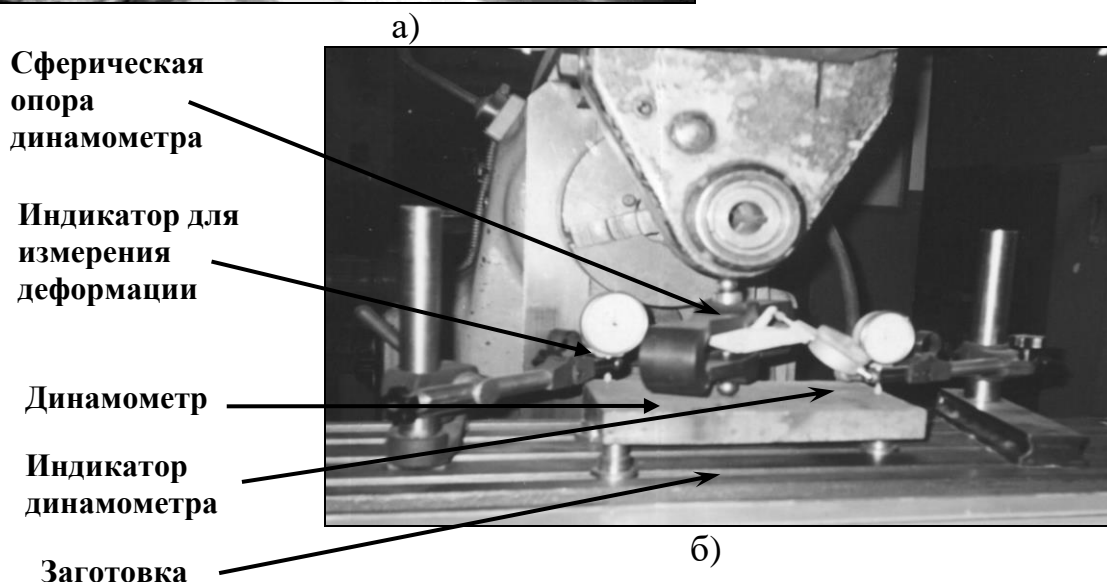 а)
Сферическая
опора
динамометра
Индикатор для
измерения
деформации
Динамометр
Индикатор
динамометра
Заготовка
б)